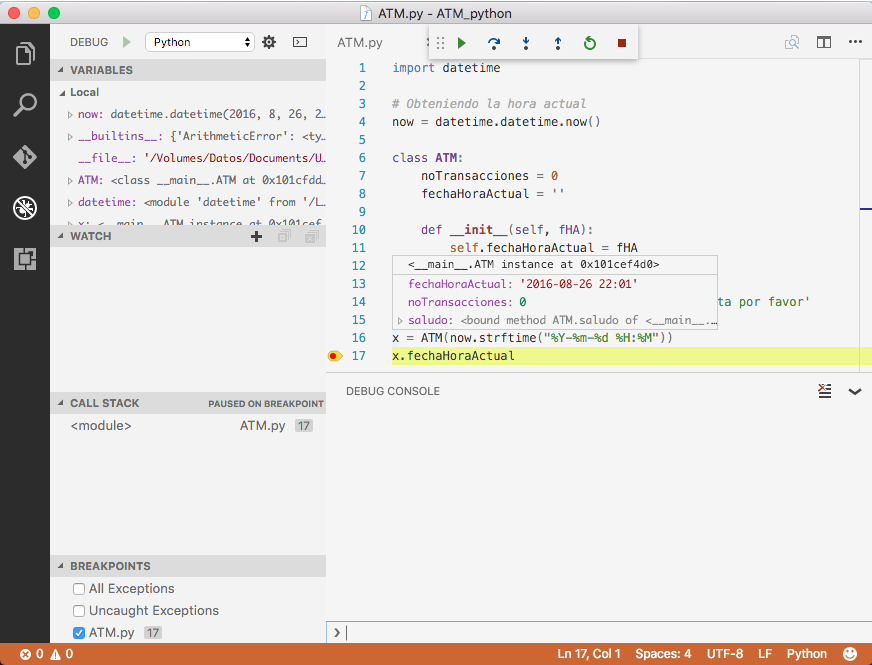 ATM.py - ATM_python
DEBUG
Python
ATM.py
VARIABLES
Local
now: datetime.datetime(2016, 8, 26, 2…
__builtins__: {'ArithmeticError': <ty…
__file__: '/Volumes/Datos/Documents/U…
ATM: <class __main__.ATM at 0x101cfdd…
datetime: <module 'datetime' from '/L…
x: <__main__.ATM instance at 0x101cef…
WATCH
CALL STACK
PAUSED ON BREAKPOINT
<module>
ATM.py 17
BREAKPOINTS
All Exceptions
Uncaught Exceptions
ATM.py 17
1 import datetime
2
3 # Obteniendo la hora actual
4 now = datetime.datetime.now()
5
6 class ATM:
7 noTransacciones = 0
8 fechaHoraActual = ''
9
10 def __init__(self, fHA):
11 self.fechaHoraActual = fHA
12
<__main__.ATM instance at 0x101cef4d0>
13
fechaHoraActual: '2016-08-26 22:01'
14
noTransacciones: 0
ta por favor'
15
saludo: <bound method ATM.saludo of <__main__.…
16 x = ATM(now.strftime("%Y-%m-%d %H:%M"))
17 x.fechaHoraActual
DEBUG CONSOLE
0 0
Ln 17, Col 1
Spaces: 4
UTF-8
LF
Python